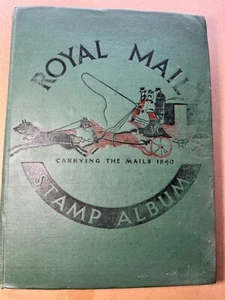 ROYAL MAIL
CARRYING THE MAILS 1840
STAMP ALBUM